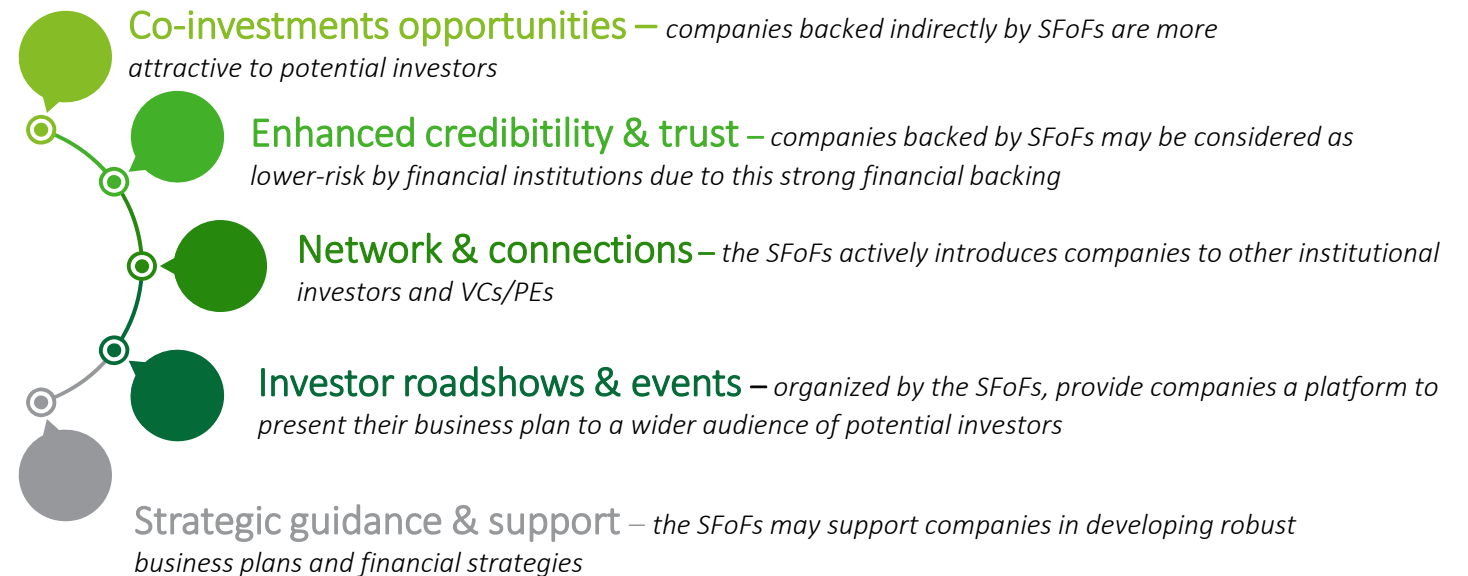 Co-investments opportunities – companies backed indirectly by SFoFs are more
attractive to potential investors
Enhanced credibitility & trust – companies backed by SFoFs may be considered as
lower-risk by financial institutions due to this strong financial backing
Network & connections – the SFoFs actively introduces companies to other institutional
investors and VCs/PEs
Investor roadshows & events – organized by the SFoFs, provide companies a platform to
present their business plan to a wider audience of potential investors
Strategic guidance & support – the SFoFs may support companies in developing robust
business plans and financial strategies